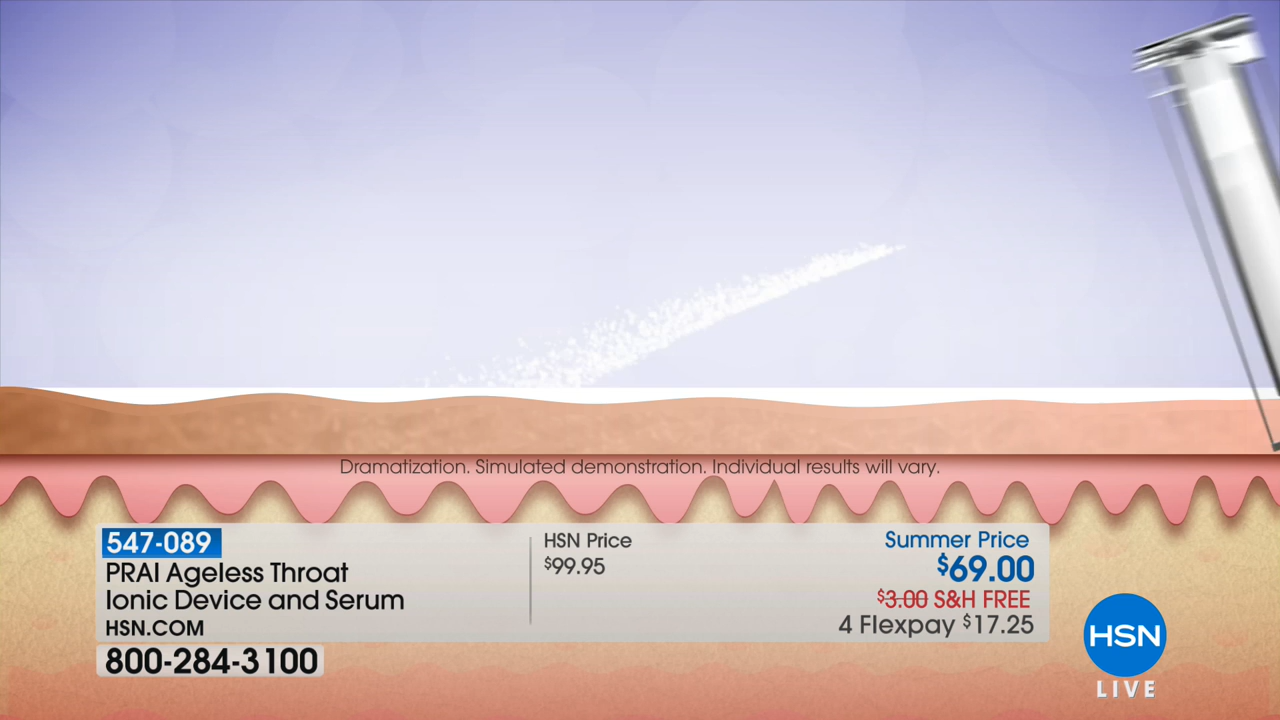 Dramatization. Simulated demonstration. Individual results will vary.
547-089
PRAI Ageless Throat
Ionic Device and Serum
HSN.COM
800-284-3100
HSN Price
$99.95
Summer Price
$69.00
$3.00 S&H FREE
4 Flexpay $17.25
HSN
LIVE